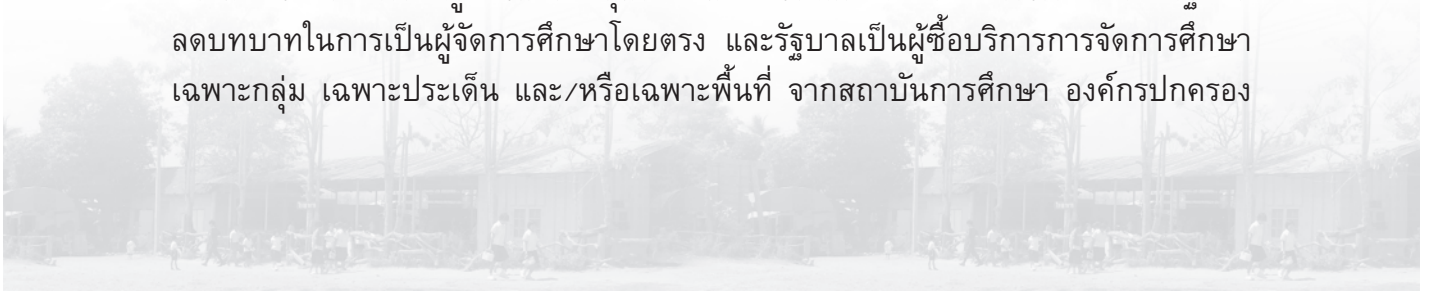 ลดบทบาทในการเป็นผู้จัดการศึกษาโดยตรง และรัฐบาลเป็นผู้ซื้อบริการการจัดการศึกษา
เฉพาะกลุ่ม เฉพาะประเด็น และ/หรือเฉพาะพื้นที่ จากสถาบันการศึกษา องค์กรปกครอง